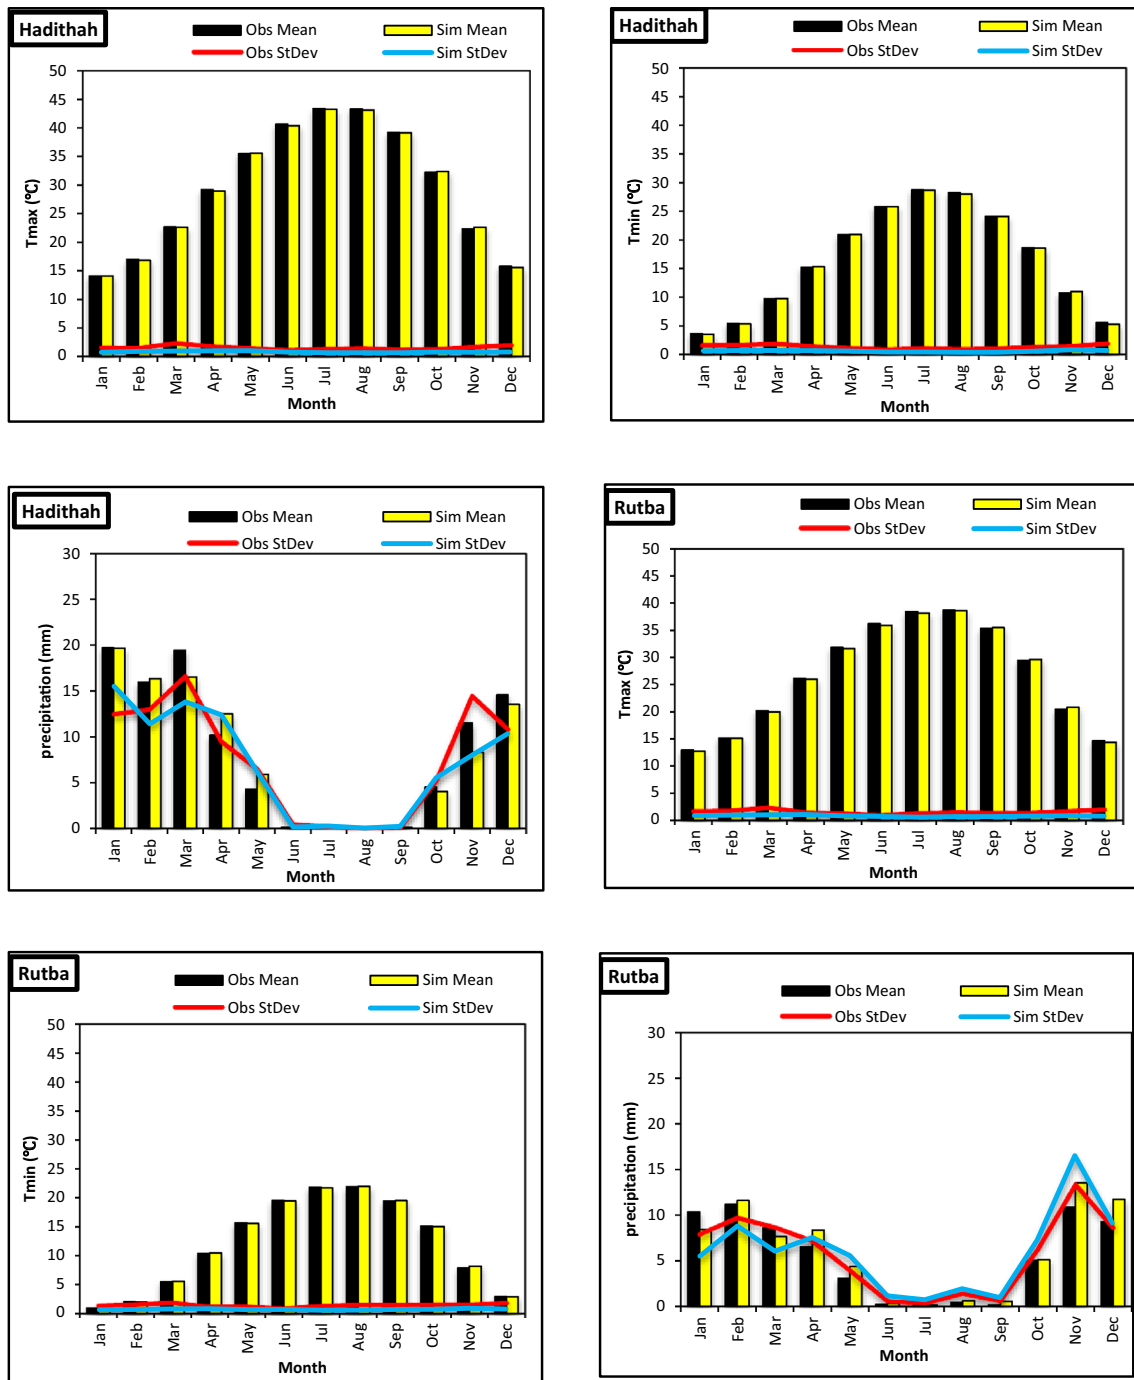 Hadithah
Obs Mean Sim Mean
Obs StDev Sim StDev
50
45
40
35
30
25
20
15
10
5
0
Tmax (℃)
Jan Feb Mar Apr May Jun Jul Aug Sep Oct Nov Dec
Month
Hadithah
Obs Mean Sim Mean
Obs StDev Sim StDev
50
45
40
35
30
25
20
15
10
5
0
Tmin (℃)
Jan Feb Mar Apr May Jun Jul Aug Sep Oct Nov Dec
Month
Hadithah
Obs Mean Sim Mean
Obs StDev Sim StDev
30
25
20
15
10
5
0
precipitation (mm)
Jan Feb Mar Apr May Jun Jul Aug Sep Oct Nov Dec
Month
Rutba
Obs Mean Sim Mean
Obs StDev Sim StDev
50
45
40
35
30
25
20
15
10
5
0
Tmax (℃)
Jan Feb Mar Apr May Jun Jul Aug Sep Oct Nov Dec
Month
Rutba
Obs Mean Sim Mean
Obs StDev Sim StDev
50
45
40
35
30
25
20
15
10
5
0
Tmin (℃)
Jan Feb Mar Apr May Jun Jul Aug Sep Oct Nov Dec
Month
Rutba
Obs Mean Sim Mean
Obs StDev Sim StDev
30
25
20
15
10
5
0
precipitation (mm)
Jan Feb Mar Apr May Jun Jul Aug Sep Oct Nov Dec
Month